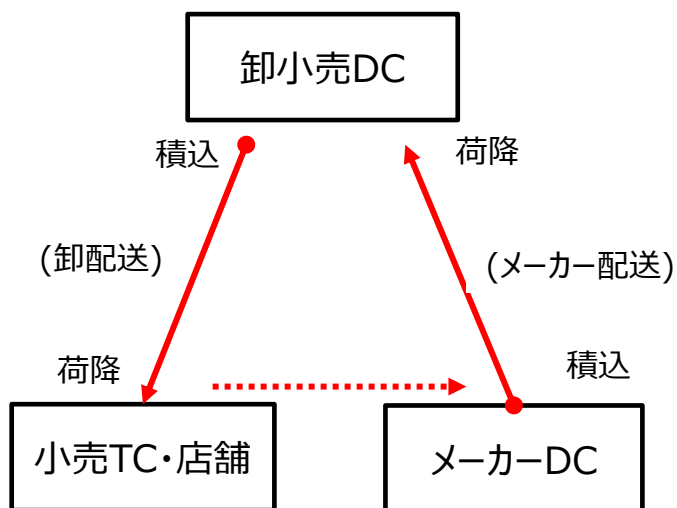 卸小売DC
積込
荷降
(卸配送)
(メーカー配送)
荷降
積込
小売TC・店舗
メーカーDC